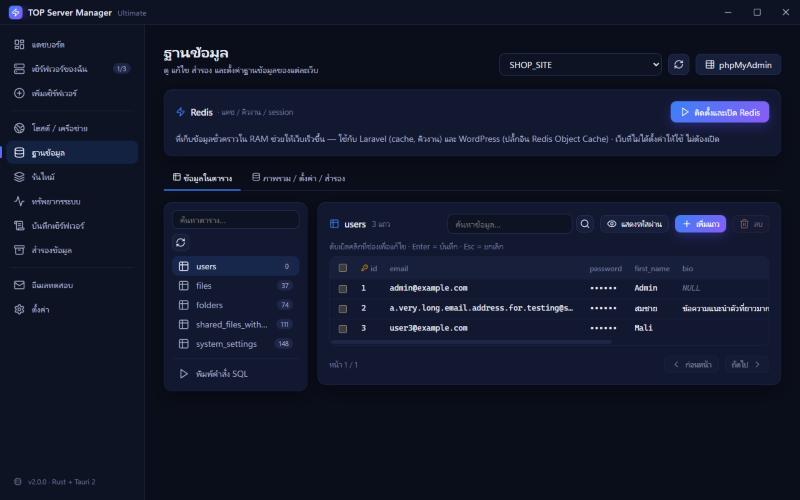 TOP Server Manager Ultimate
แดชบอร์ด
เซิร์ฟเวอร์ของฉัน 1/3
เพิ่มเซิร์ฟเวอร์
โฮสต์ / เครือข่าย
ฐานข้อมูล
รันไทม์
ทรัพยากรระบบ
บันทึกเซิร์ฟเวอร์
สำรองข้อมูล
อีเมลทดสอบ
ตั้งค่า
v2.0.0 · Rust + Tauri 2
ฐานข้อมูล
ดู แก้ไข สำรอง และตั้งค่าฐานข้อมูลของแต่ละเว็บ
SHOP_SITE
phpMyAdmin
Redis · แคช / คิวงาน / session
ติดตั้งและเปิด Redis
ที่เก็บข้อมูลชั่วคราวใน RAM ช่วยให้เว็บเร็วขึ้น — ใช้กับ Laravel (cache, คิวงาน) และ WordPress (ปลั๊กอิน Redis Object Cache) · เว็บที่ไม่ได้ตั้งค่าให้ใช้ ไม่ต้องเปิด
ข้อมูลในตาราง
ภาพรวม / ตั้งค่า / สำรอง
ค้นหาตาราง...
users 0
files 37
folders 74
shared_files_with... 111
system_settings 148
พิมพ์คำสั่ง SQL
users 3 แถว
ค้นหาข้อมูล...
แสดงรหัสผ่าน
เพิ่มแถว
ลบ
ดับเบิลคลิกที่ช่องเพื่อแก้ไข · Enter = บันทึก · Esc = ยกเลิก
id email password first_name bio
1 admin@example.com •••••• Admin NULL
2 a.very.long.email.address.for.testing@s… •••••• สมชาย ข้อความแนะนำตัวที่ยาวมาก
3 user3@example.com •••••• Mali
หน้า 1 / 1
ก่อนหน้า
ถัดไป